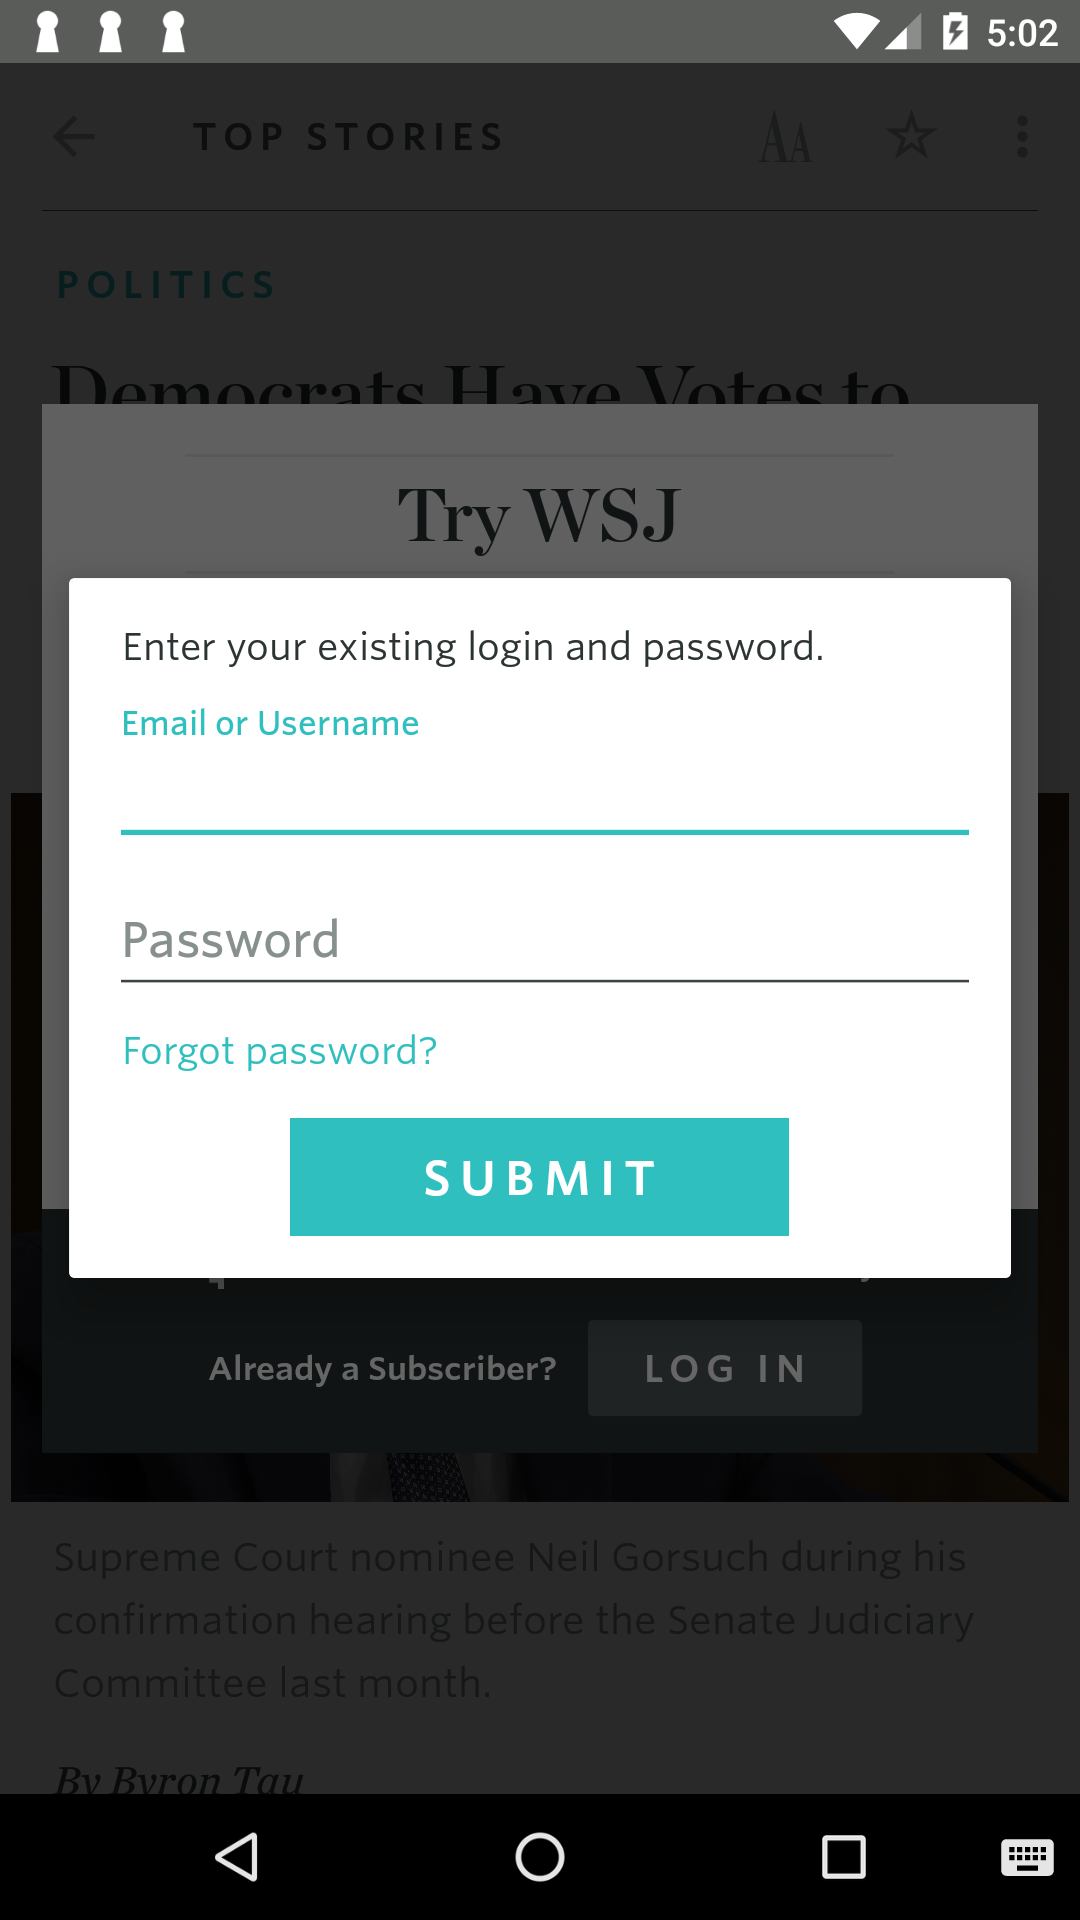 5:02
TOP STORIES
AA
POLITICS
Democrats Have Votes to
Try WSJ
Enter your existing login and password.
Email or Username
Password
Forgot password?
SUBMIT
Already a Subscriber?
LOG IN
Supreme Court nominee Neil Gorsuch during his
confirmation hearing before the Senate Judiciary
Committee last month.
By Byron Tau